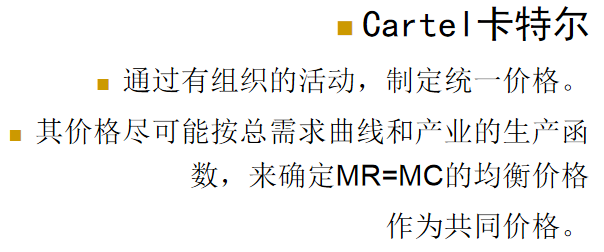 Cartel卡特尔
通过有组织的活动，制定统一价格。
其价格尽可能按总需求曲线和产业的生产函
数，来确定MR=MC的均衡价格
作为共同价格。